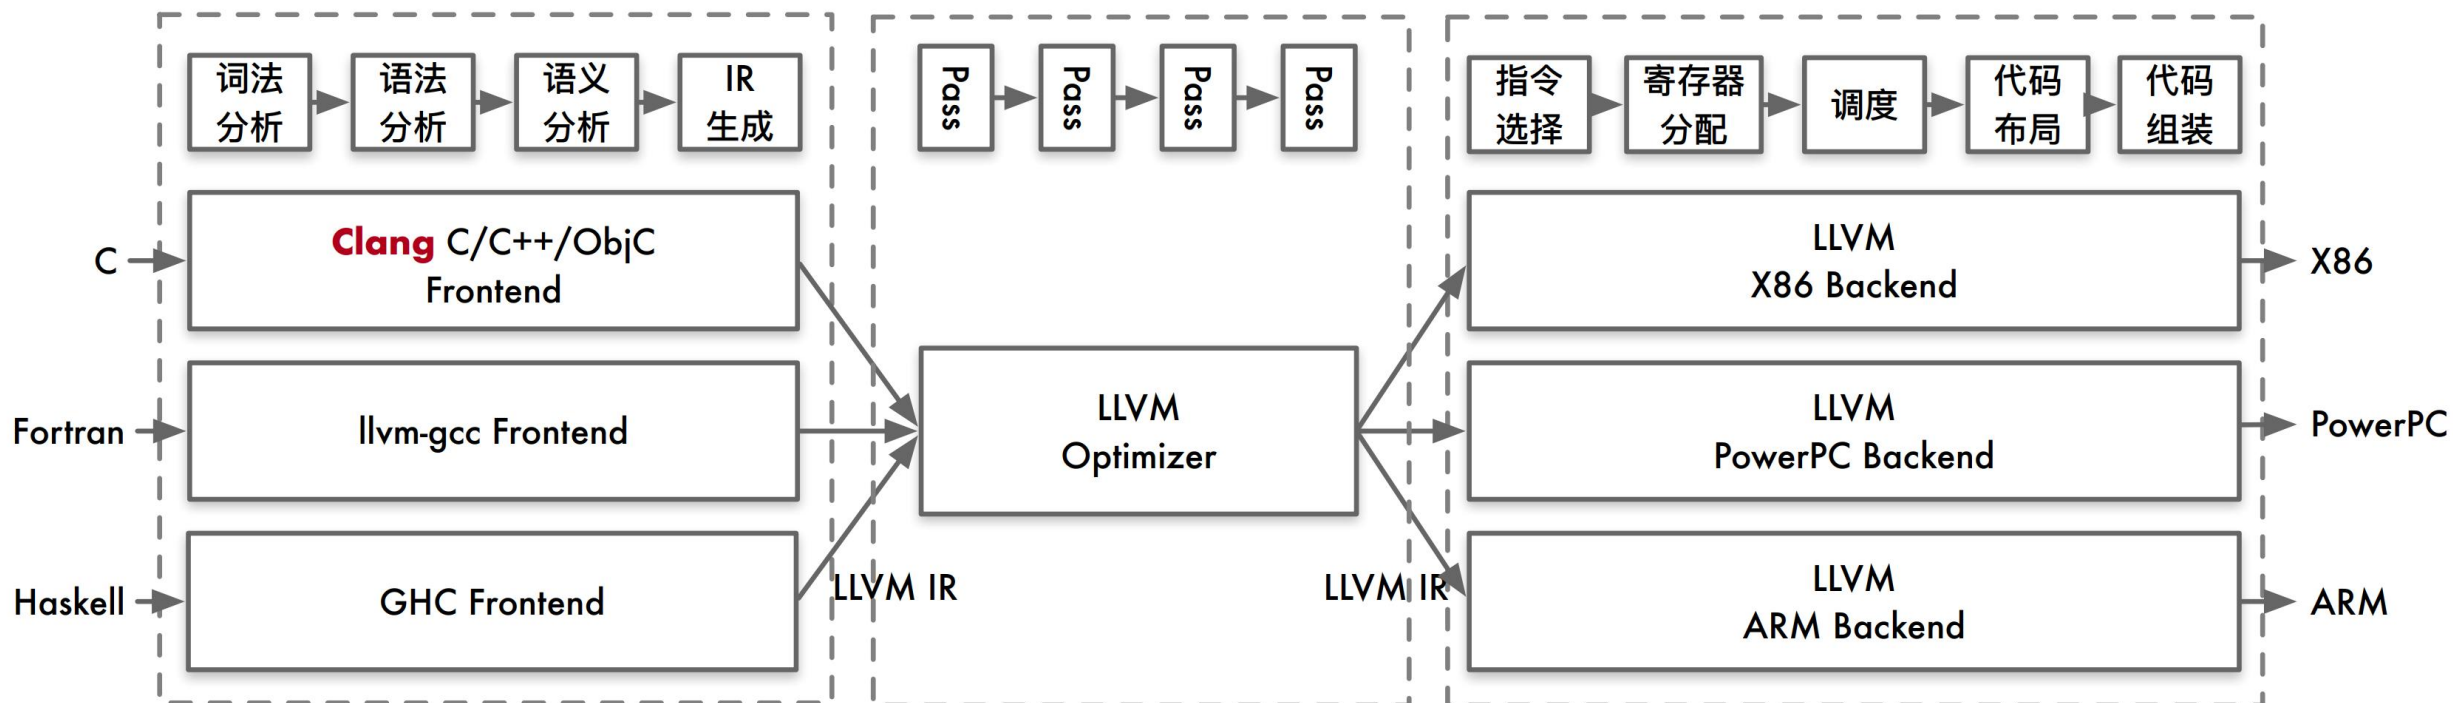 词法
分析
语法
分析
语义
分析
IR
生成
Pass
Pass
Pass
Pass
指令
选择
寄存器
分配
调度
代码
布局
代码
组装
C
Clang C/C++/ObjC
Frontend
Fortran
llvm-gcc Frontend
Haskell
GHC Frontend
LLVM IR
LLVM
Optimizer
LLVM IR
LLVM
X86 Backend
X86
LLVM
PowerPC Backend
PowerPC
LLVM
ARM Backend
ARM